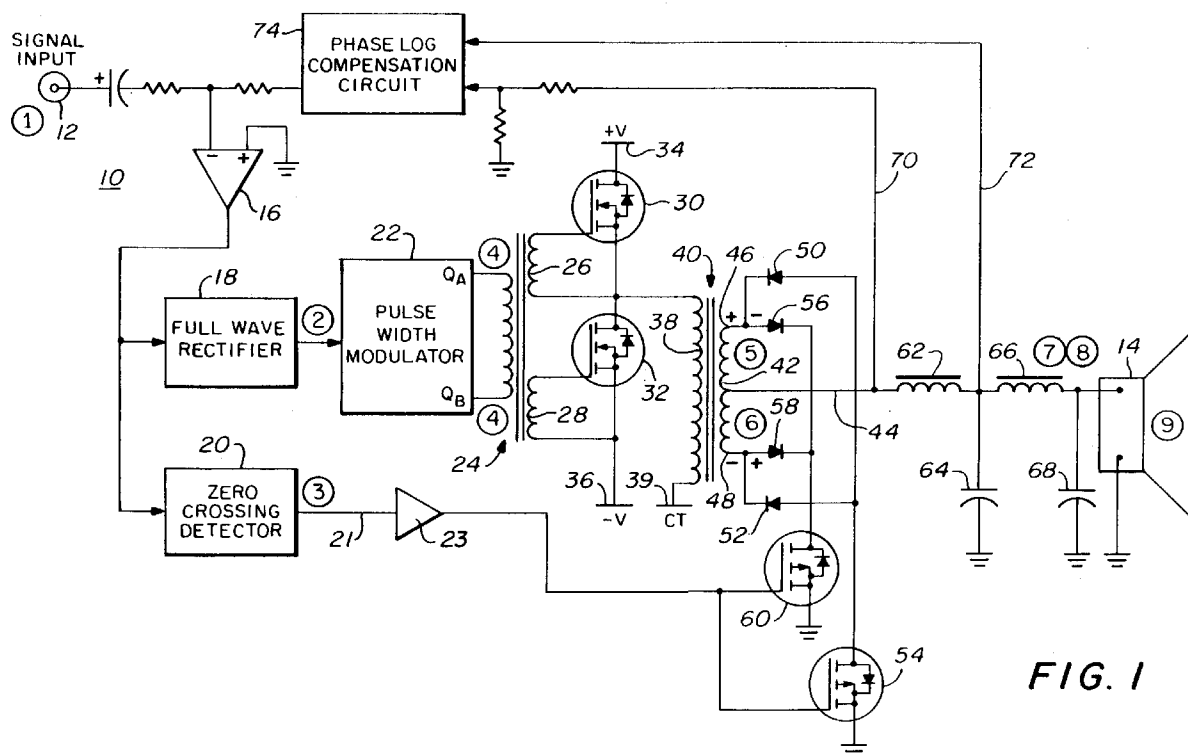 74
SIGNAL
INPUT
+
1
12
PHASE LOG
COMPENSATION
CIRCUIT
10
- +
16
+V
34
30
70
72
18
FULL WAVE
RECTIFIER
2
22
QA
PULSE
WIDTH
MODULATOR
QB
4
4
24
26
28
32
36
-V
40
38
39
CT
46
50
+ -
56
5
42
58
6
- +
44
48
52
62
66
7 8
14
9
64
68
20
ZERO
CROSSING
DETECTOR
3
21
23
60
54
FIG. 1